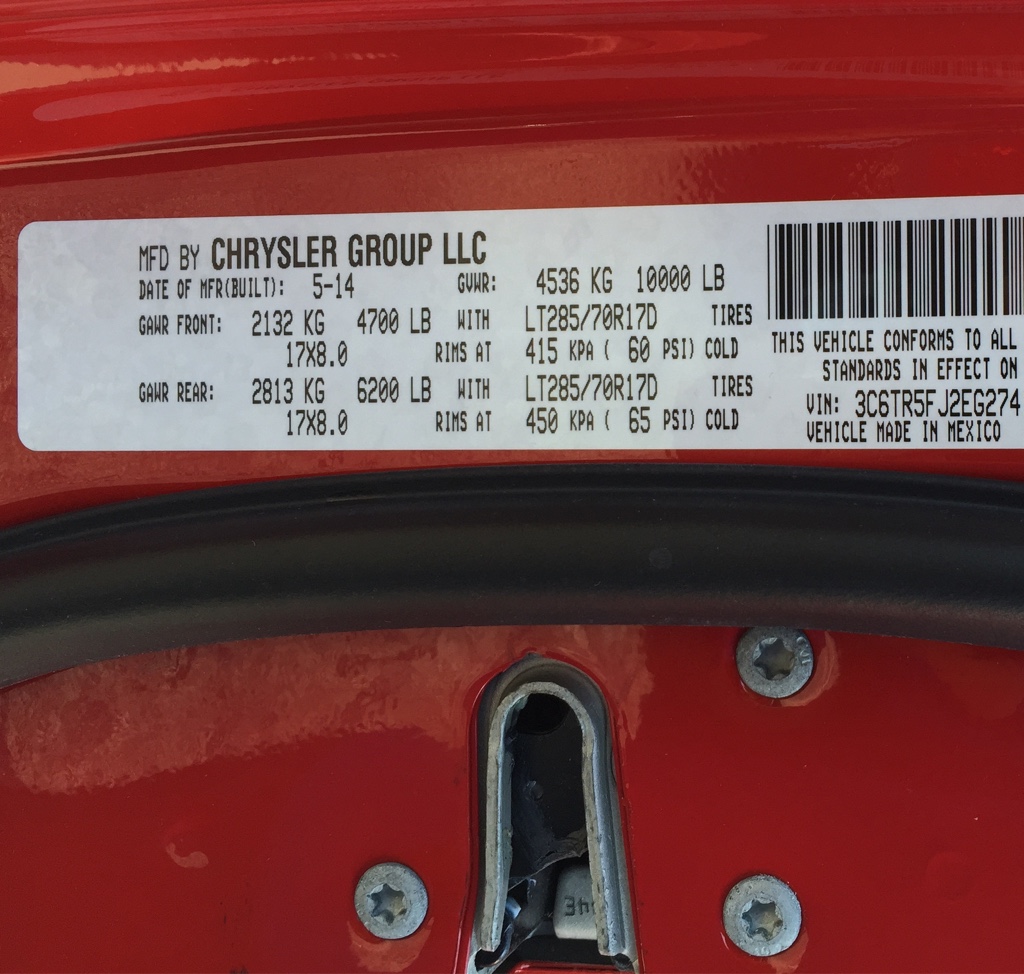 MFD BY CHRYSLER GROUP LLC
DATE OF MFR(BUILT): 5-14 GVWR: 4536 KG 10000 LB
GAWR FRONT: 2132 KG 4700 LB WITH LT285/70R17D TIRES
17X8.0 RIMS AT 415 KPA ( 60 PSI) COLD
GAWR REAR: 2813 KG 6200 LB WITH LT285/70R17D TIRES
17X8.0 RIMS AT 450 KPA ( 65 PSI) COLD
THIS VEHICLE CONFORMS TO ALL
STANDARDS IN EFFECT ON
VIN: 3C6TR5FJ2EG274
VEHICLE MADE IN MEXICO